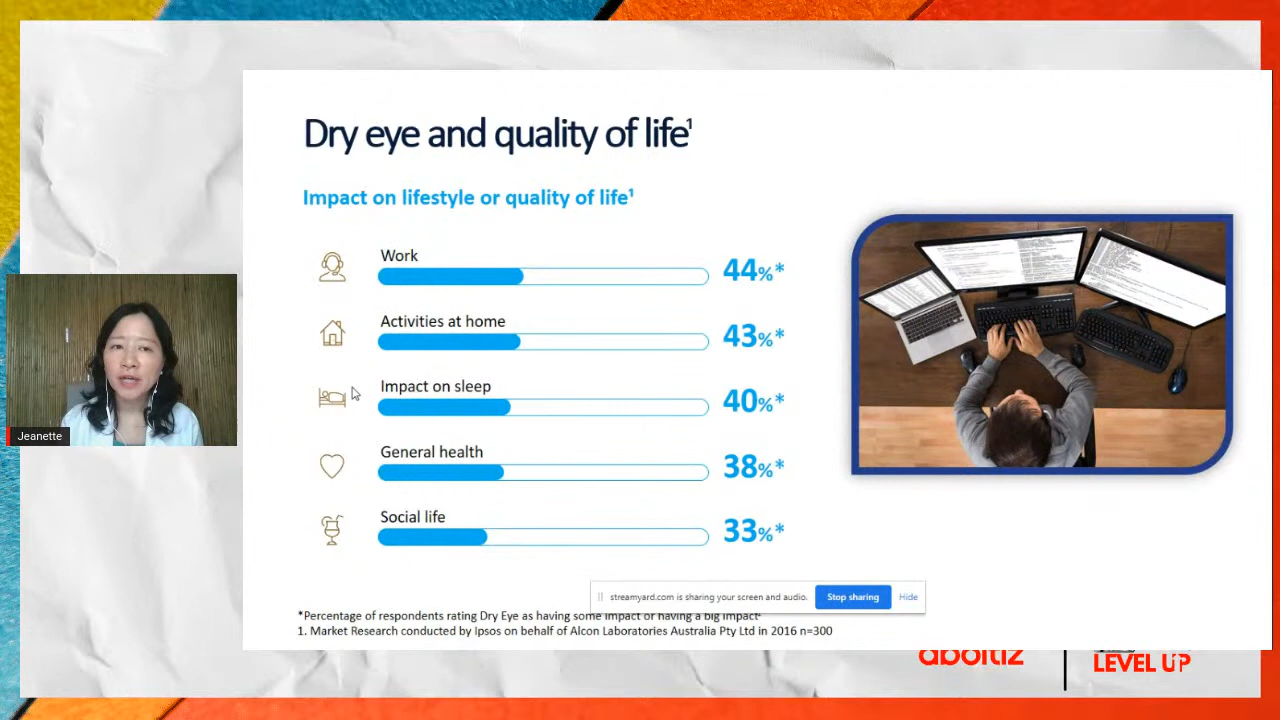 Dry eye and quality of life¹
Impact on lifestyle or quality of life¹
Work
44%*
Activities at home
43%*
Impact on sleep
40%*
General health
38%*
Social life
33%*
Jeanette
streamyard.com is sharing your screen and audio.
Stop sharing
Hide
*Percentage of respondents rating Dry Eye as having some impact or having a big impact¹
1. Market Research conducted by Ipsos on behalf of Alcon Laboratories Australia Pty Ltd in 2016 n=300
aboitiz
LEVEL UP